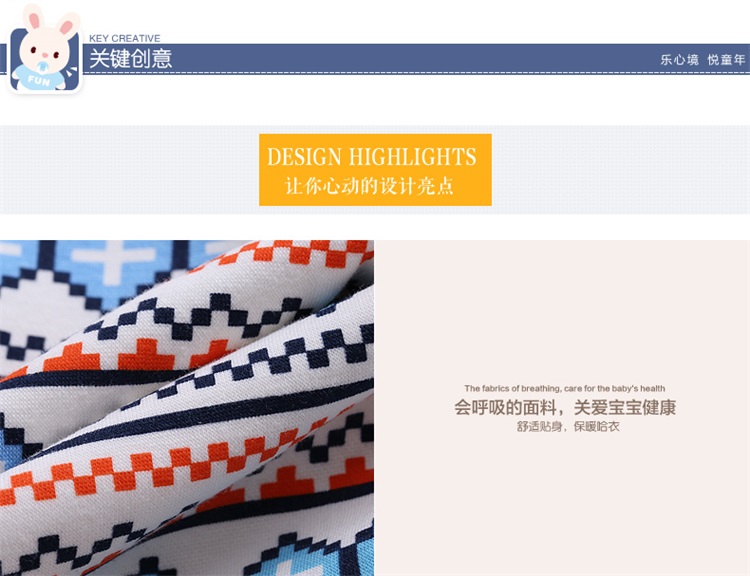 KEY CREATIVE
关键创意
乐心境 悦童年
FUN
DESIGN HIGHLIGHTS
让你心动的设计亮点
The fabrics of breathing, care for the baby's health
会呼吸的面料，关爱宝宝健康
舒适贴身，保暖哈衣